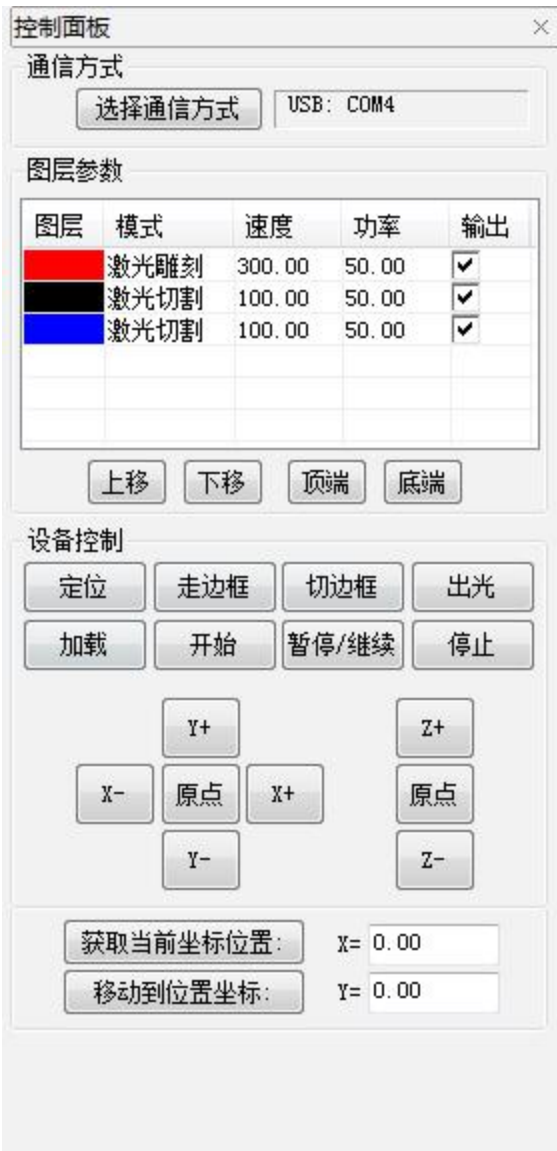 控制面板
通信方式
选择通信方式 USB: COM4
图层参数
图层 模式 速度 功率 输出
激光雕刻 300.00 50.00
激光切割 100.00 50.00
激光切割 100.00 50.00
上移 下移 顶端 底端
设备控制
定位 走边框 切边框 出光
加载 开始 暂停/继续 停止
Y+ Z+
X- 原点 X+ 原点
Y- Z-
获取当前坐标位置: X= 0.00
移动到位置坐标: Y= 0.00